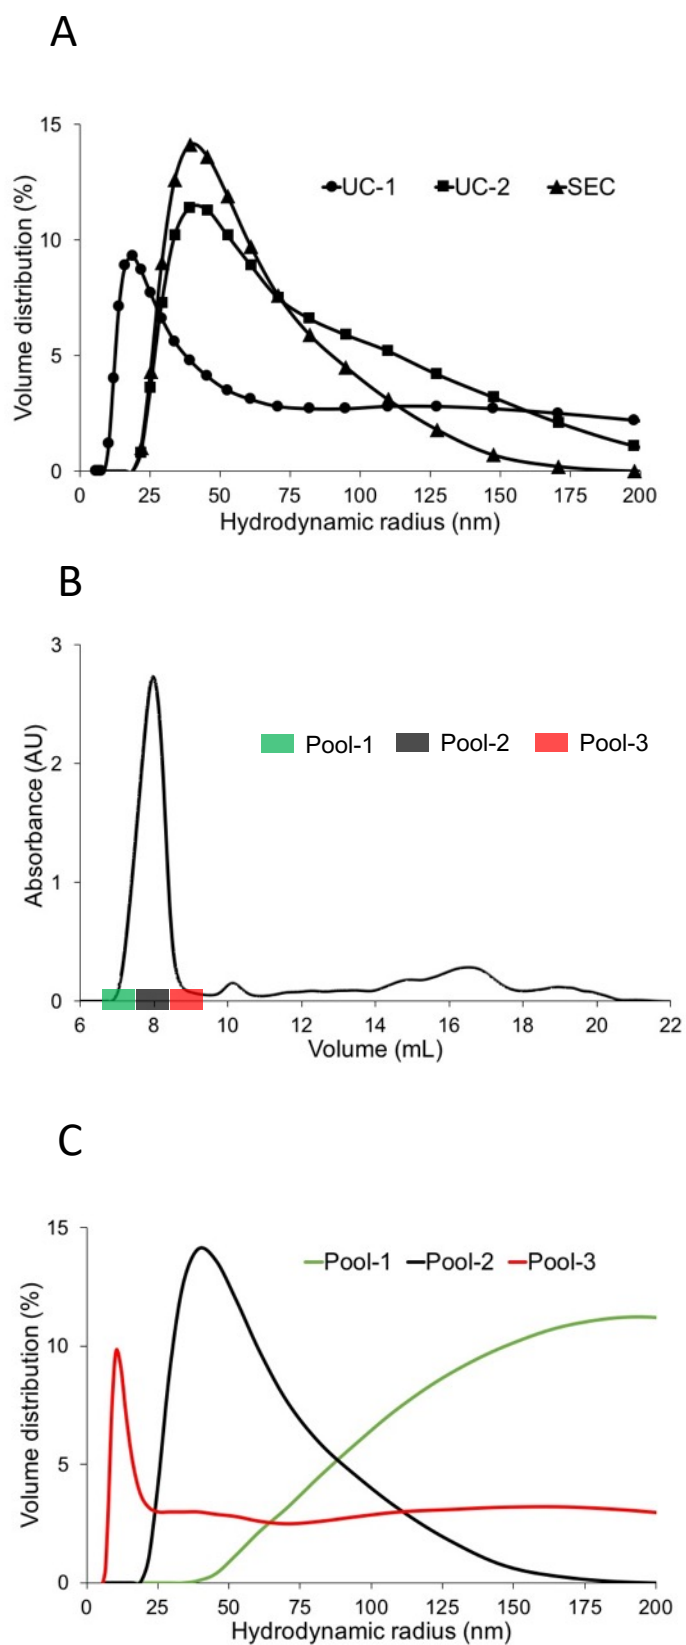 A
15
10
5
0
Volume distribution (%)
UC-1 UC-2 SEC
0 25 50 75 100 125 150 175 200
Hydrodynamic radius (nm)
B
3
2
1
0
Absorbance (AU)
Pool-1 Pool-2 Pool-3
6 8 10 12 14 16 18 20 22
Volume (mL)
C
15
10
5
0
Volume distribution (%)
Pool-1 Pool-2 Pool-3
0 25 50 75 100 125 150 175 200
Hydrodynamic radius (nm)